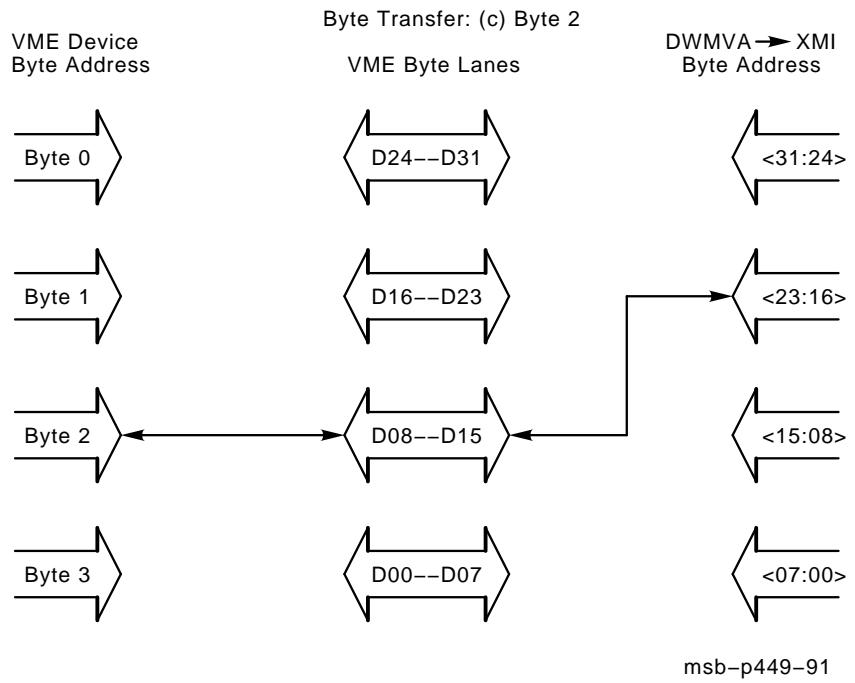 Byte Transfer: (c) Byte 2
VME Device
Byte Address
VME Byte Lanes
DWMVA XMI
Byte Address
Byte 0
D24--D31
<31:24>
Byte 1
D16--D23
<23:16>
Byte 2
D08--D15
<15:08>
Byte 3
D00--D07
<07:00>
msb-p449-91